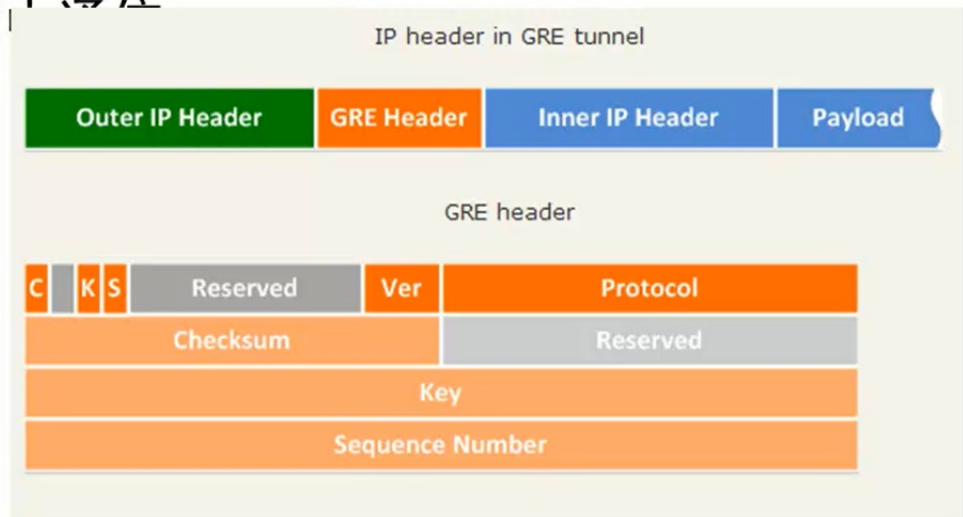 IP header in GRE tunnel
Outer IP Header GRE Header Inner IP Header Payload
GRE header
C K S Reserved Ver Protocol
Checksum Reserved
Key
Sequence Number